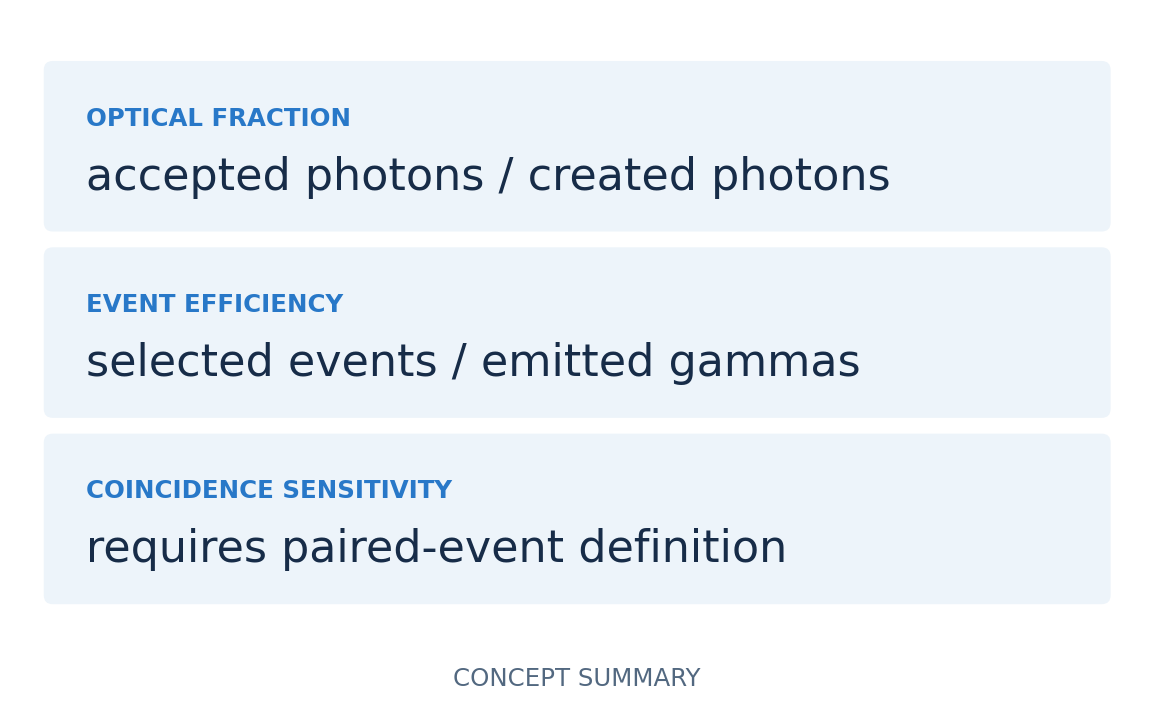 OPTICAL FRACTION
accepted photons / created photons
EVENT EFFICIENCY
selected events / emitted gammas
COINCIDENCE SENSITIVITY
requires paired-event definition
CONCEPT SUMMARY